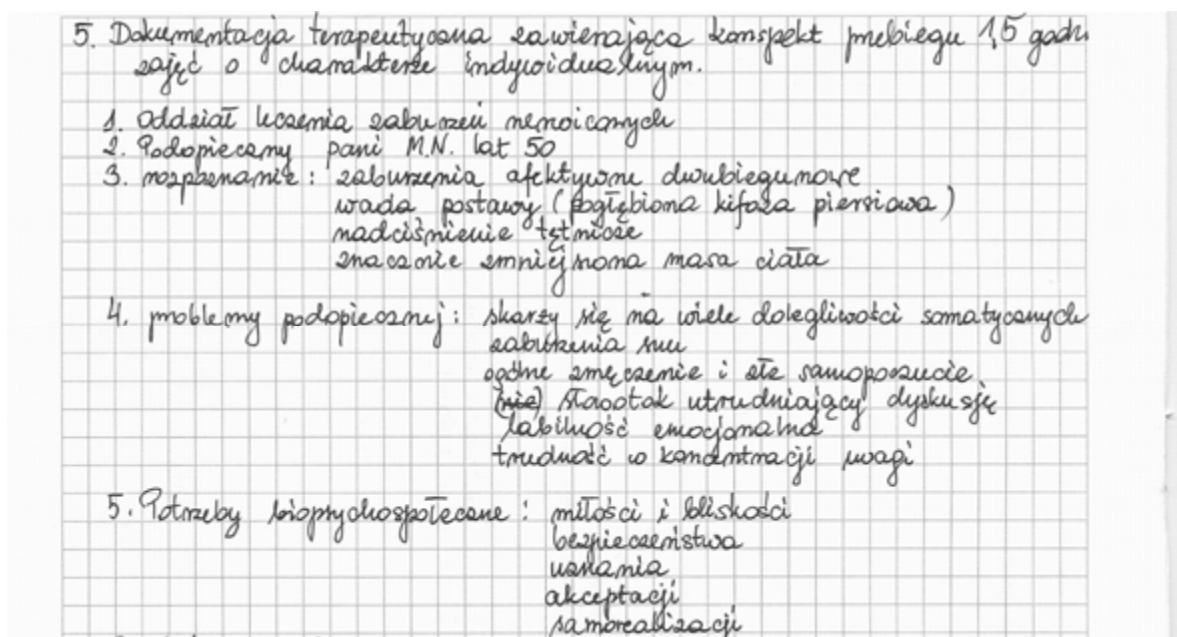 5. Dokumentacja terapeutyczna zawierająca konspekt przebiegu 1,5 godz.
zajęć o charakterze indywidualnym.
1. Oddział leczenia zaburzeń nerwicowych
2. Podopieczny pani M.N. lat 50
3. rozpoznanie: zaburzenia afektywne dwubiegunowe
wada postawy (pogłębiona kifoza piersiowa)
nadciśnienie tętnicze
znacznie zmniejszona masa ciała
4. problemy podopiecznej: skarży się na wiele dolegliwości somatycznych
zaburzenia snu
ogólne zmęczenie i złe samopoczucie
(nie) słowotok utrudniający dyskusję
labilność emocjonalna
trudność w koncentracji uwagi
5. Potrzeby biopsychospołeczne: miłości i bliskości
bezpieczeństwa
uznania
akceptacji
samorealizacji